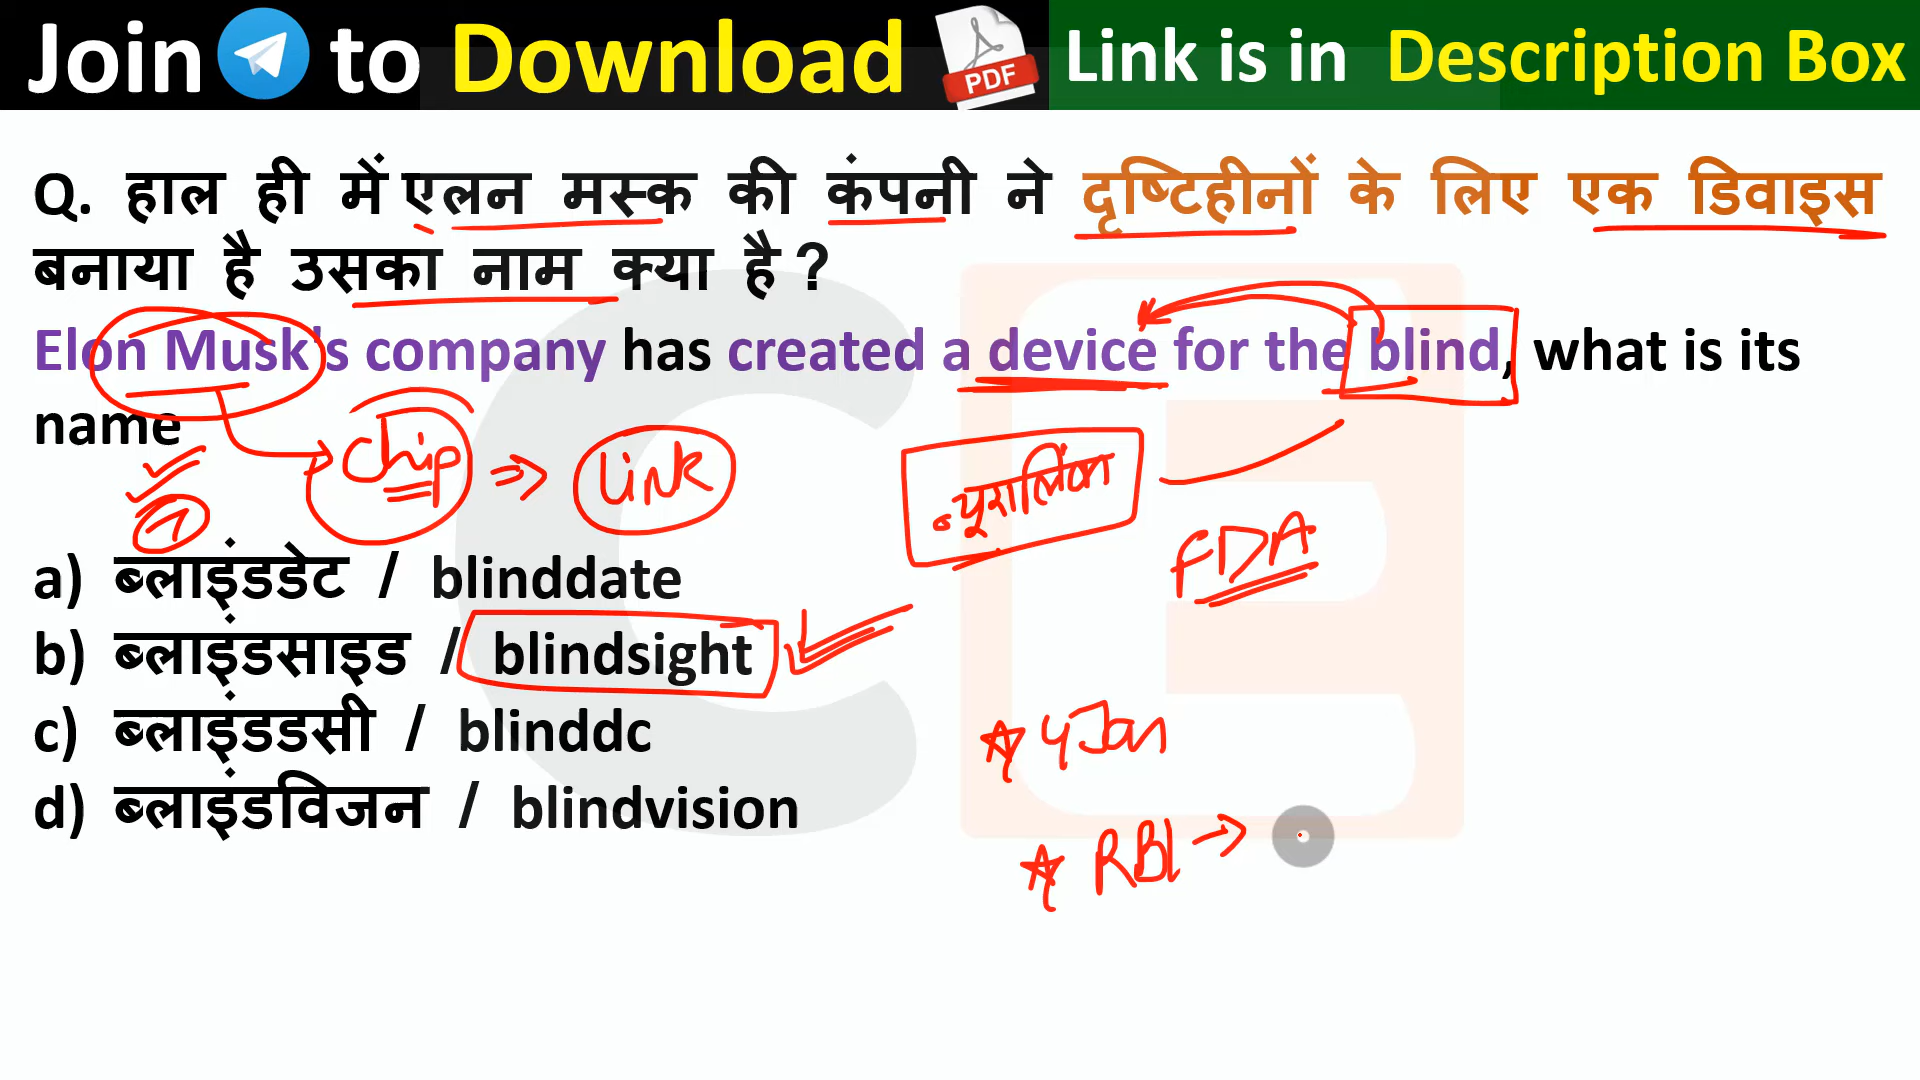 Join to Download PDF Link is in Description Box
Q. हाल ही में एलन मस्क की कंपनी ने दृष्टिहीनों के लिए एक डिवाइस
बनाया है उसका नाम क्या है ?
Elon Musk's company has created a device for the blind, what is its
name
chip ⇒ Link
न्यूरालिंक
FDA
a) ब्लाइंडडेट / blinddate
b) ब्लाइंडसाइड / blindsight
c) ब्लाइंडडसी / blinddc
d) ब्लाइंडविजन / blindvision
Jan
RBI →
CE